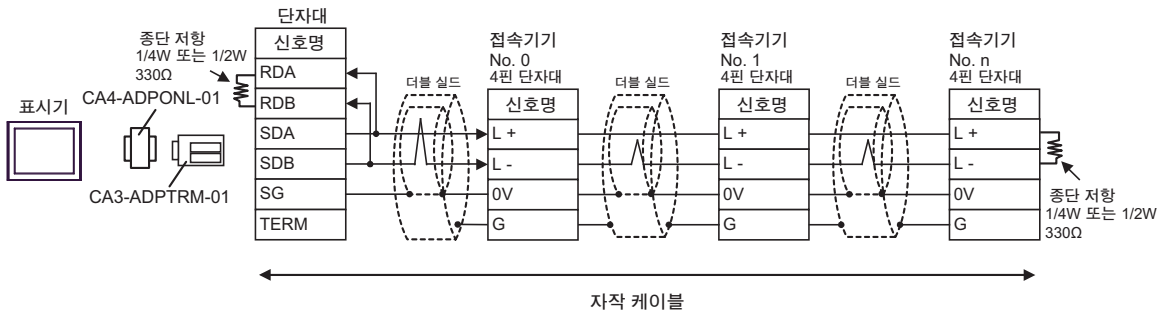 표시기
CA4-ADPONL-01
CA3-ADPTRM-01
종단 저항
1/4W 또는 1/2W
330Ω
단자대
신호명
RDA
RDB
SDA
SDB
SG
TERM
더블 실드
접속기기
No. 0
4핀 단자대
신호명
L +
L -
0V
G
더블 실드
접속기기
No. 1
4핀 단자대
신호명
L +
L -
0V
G
더블 실드
접속기기
No. n
4핀 단자대
신호명
L +
L -
0V
G
종단 저항
1/4W 또는 1/2W
330Ω
자작 케이블